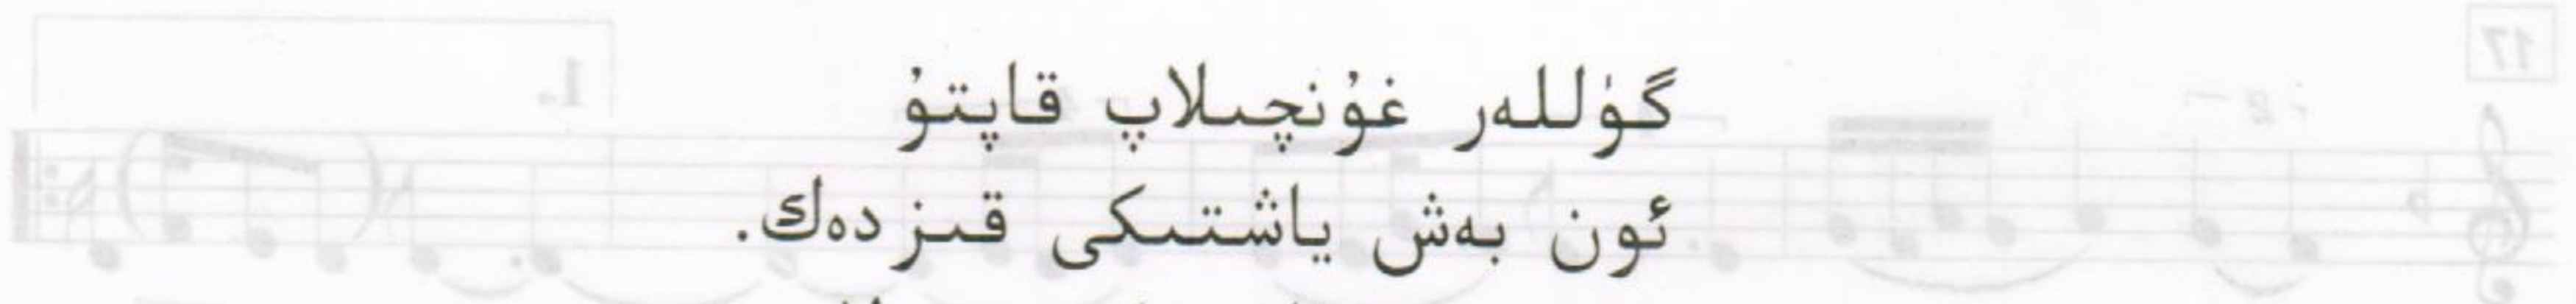 گۈللەر غۇنچىلاپ قاپتۇ
ئون بەش ياشتىكى قىزدەك.